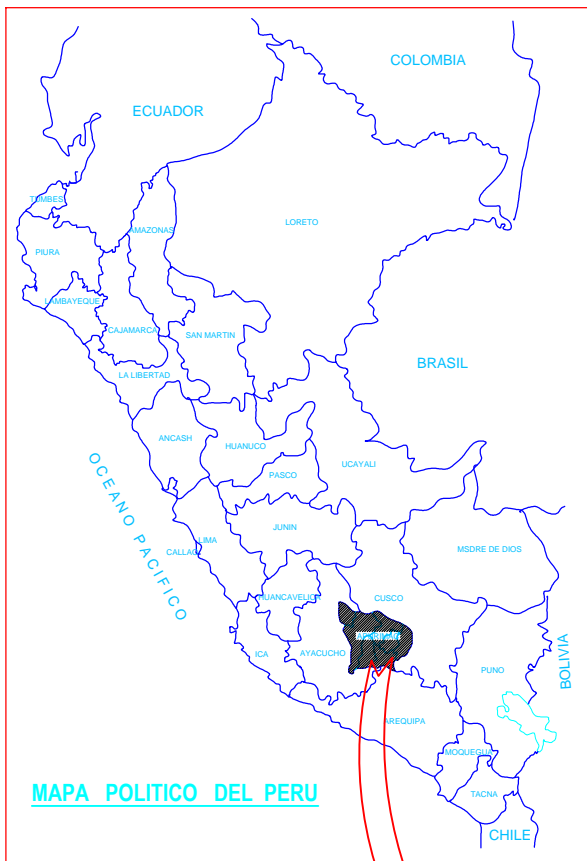 COLOMBIA
ECUADOR
TUMBES
LORETO
AMAZONAS
PIURA
LAMBAYEQUE
CAJAMARCA
SAN MARTIN
BRASIL
LA LIBERTAD
ANCASH
HUANUCO
UCAYALI
PASCO
OCEANO PACIFICO
JUNIN
LIMA
CALLAO
MSDRE DE DIOS
HUANCAVELICA
CUSCO
ICA
AYACUCHO
PUNO
BOLIVIA
AREQUIPA
MOQUEGUA
TACNA
MAPA POLITICO DEL PERU
CHILE